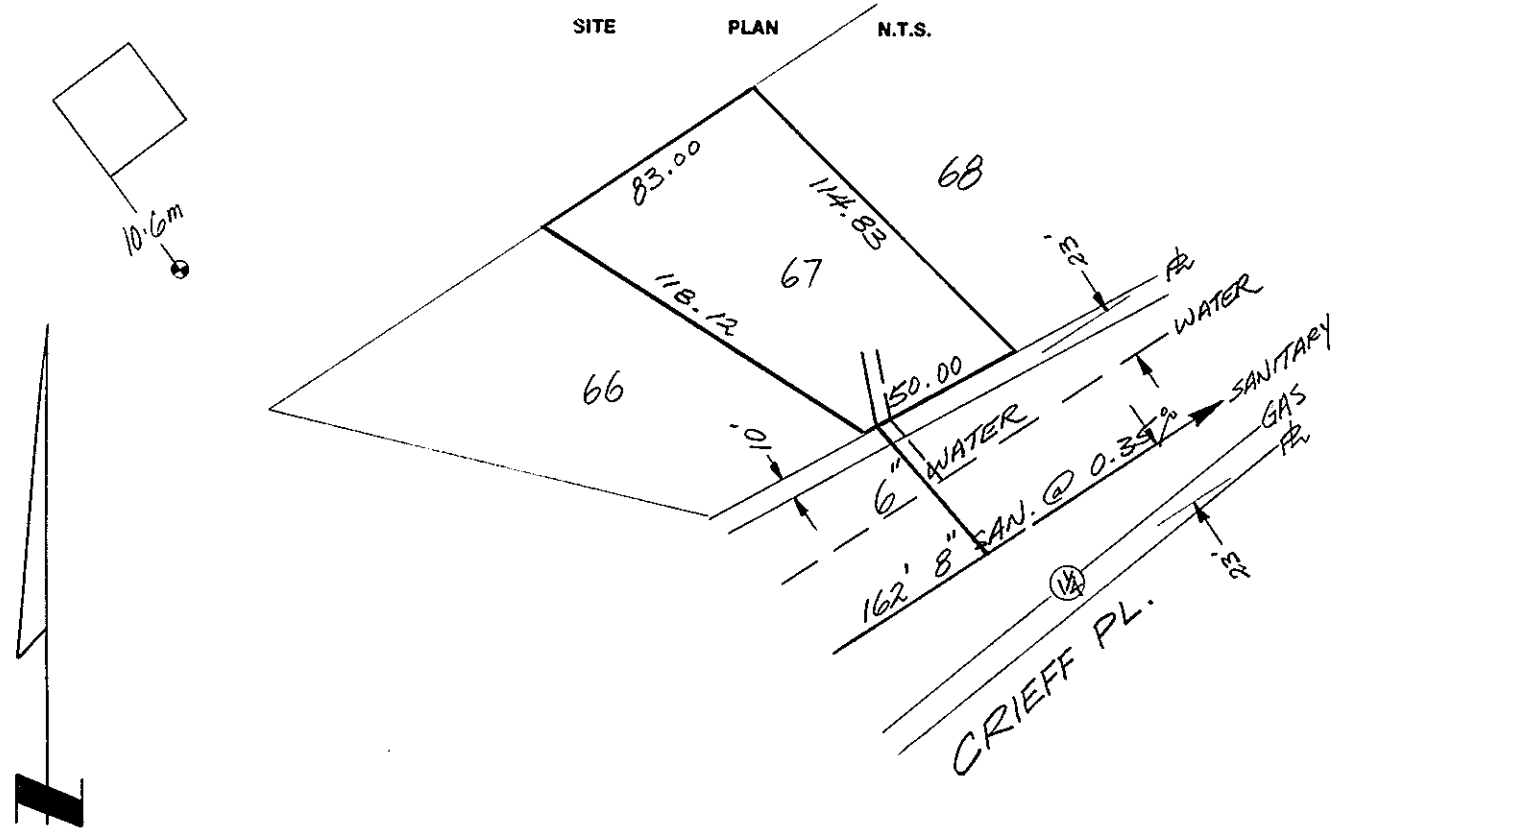 SITE PLAN N.T.S.
10.6m
83.00
114.83
68
67
118.12
66
50.00
23'
PL
WATER
SANITARY
GAS
PL
10'
6" WATER
162' 8" SAN. @ 0.35%
1¼
23'
CRIEFF PL.
N